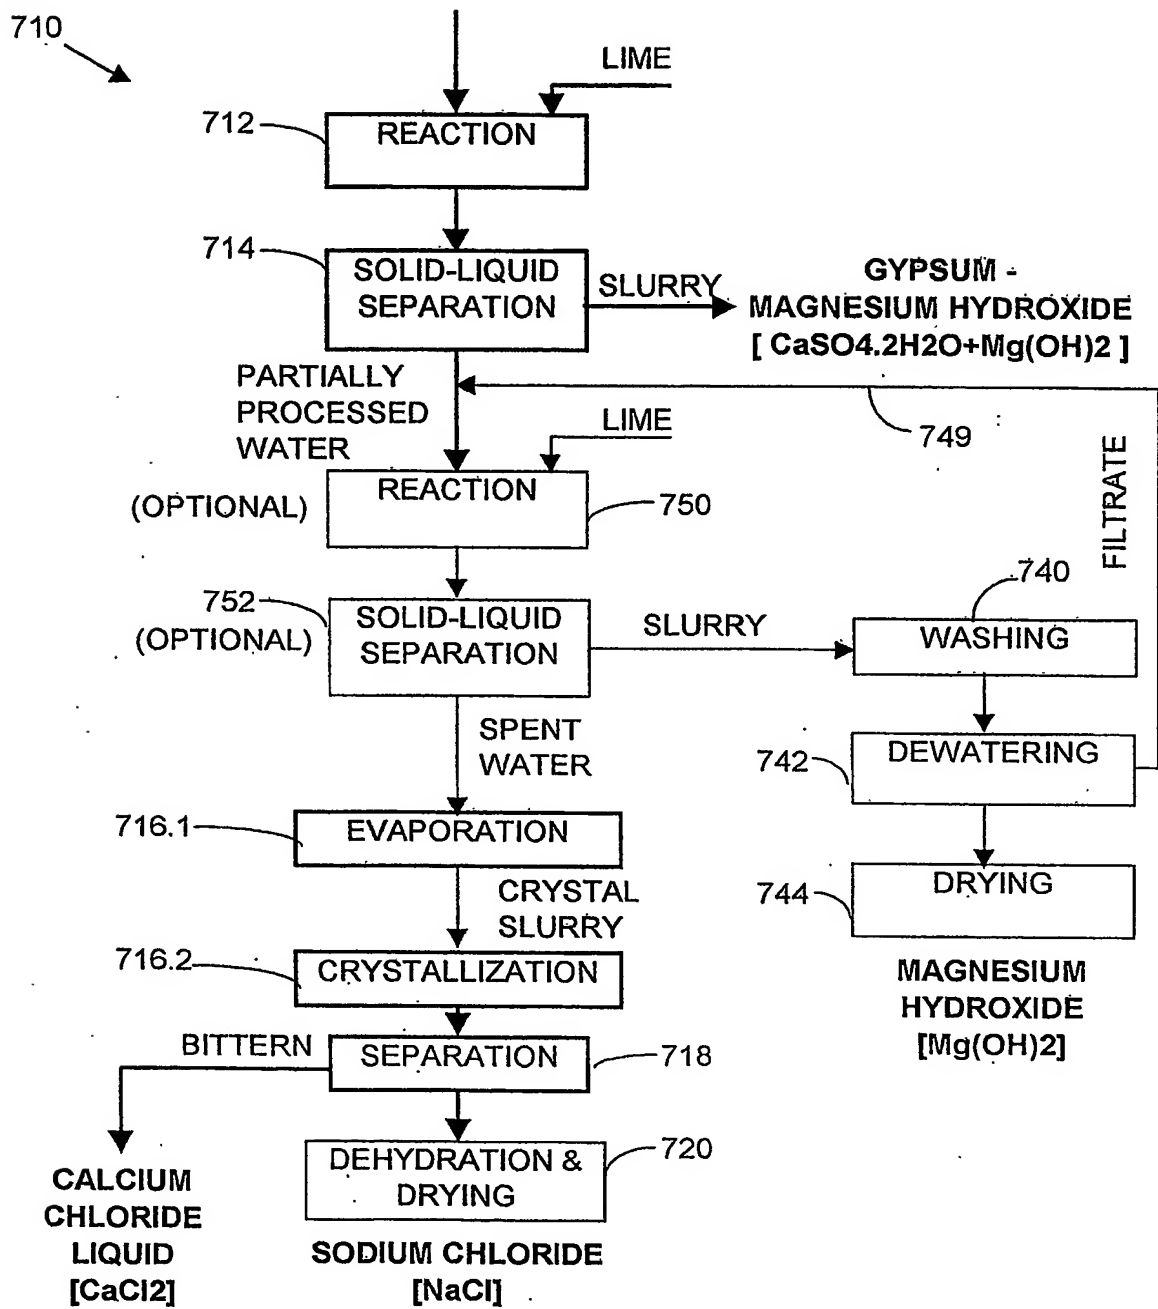 710
LIME
712
REACTION
714
SOLID-LIQUID
SEPARATION
SLURRY
GYPSUM -
MAGNESIUM HYDROXIDE
[ CaSO4.2H2O+Mg(OH)2 ]
PARTIALLY
PROCESSED
WATER
749
LIME
FILTRATE
(OPTIONAL)
REACTION
750
752
(OPTIONAL)
SOLID-LIQUID
SEPARATION
SLURRY
740
WASHING
SPENT
WATER
742
DEWATERING
716.1
EVAPORATION
CRYSTAL
SLURRY
744
DRYING
716.2
CRYSTALLIZATION
MAGNESIUM
HYDROXIDE
[Mg(OH)2]
BITTERN
SEPARATION
718
DEHYDRATION &
DRYING
720
CALCIUM
CHLORIDE
LIQUID
[CaCl2]
SODIUM CHLORIDE
[NaCl]